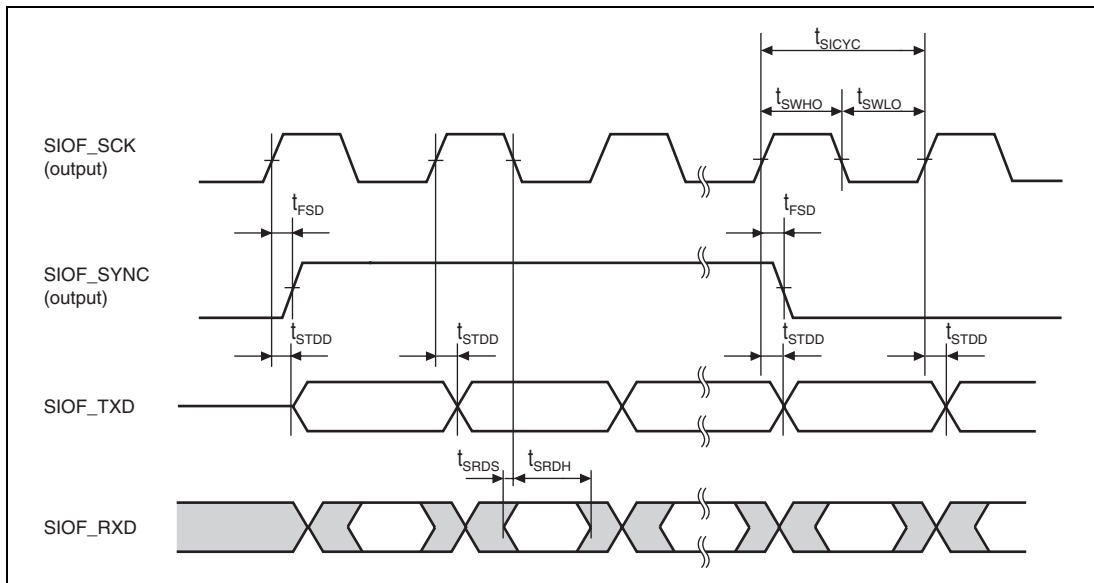 tSICYC
tSWHO tSWLO
SIOF_SCK
(output)
tFSD tFSD
SIOF_SYNC
(output)
tSTDD tSTDD tSTDD tSTDD
SIOF_TXD
tSRDS tSRDH
SIOF_RXD